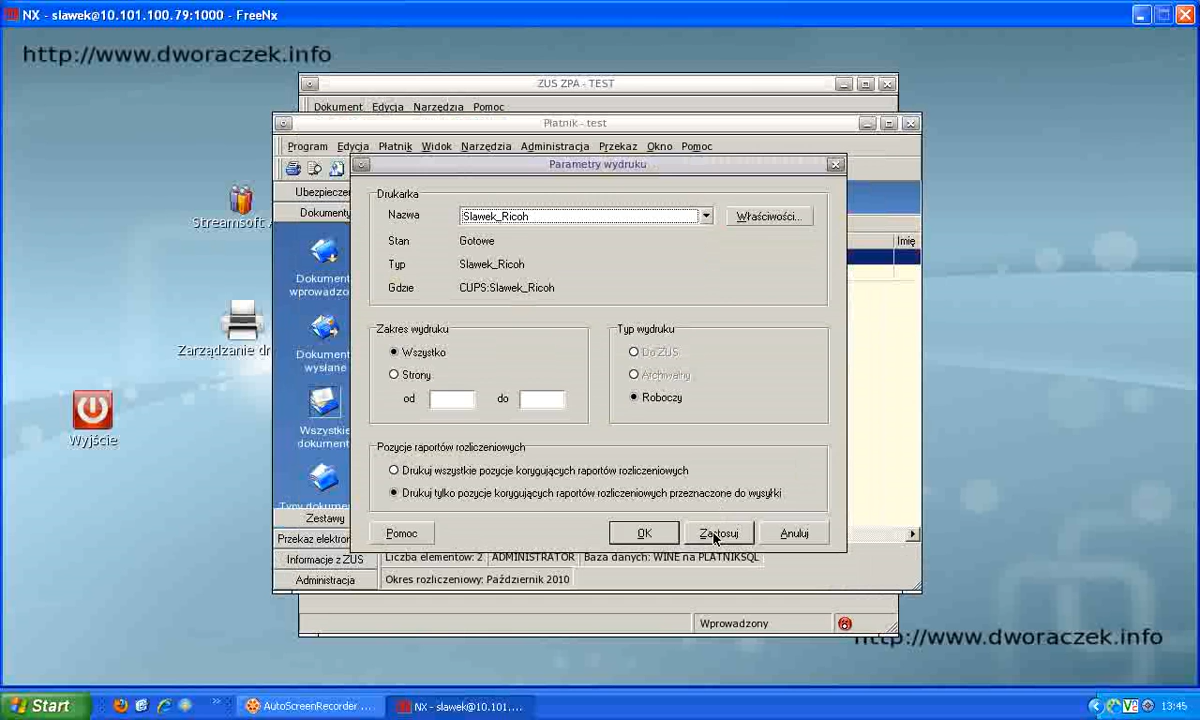 NX - slawek@10.101.100.79:1000 - FreeNx
http://www.dworaczek.info
ZUS ZPA - TEST
Dokument Edycja Narzędzia Pomoc
Płatnik - test
Program Edycja Płatnik Widok Narzędzia Administracja Przekaz Okno Pomoc
Parametry wydruku
Ubezpieczeni
Dokumenty
Drukarka
Nazwa
Slawek_Ricoh
Właściwości...
Stan
Gotowe
Typ
Slawek_Ricoh
Gdzie
CUPS:Slawek_Ricoh
Imię
Zakres wydruku
Wszystko
Strony
od
do
Typ wydruku
Do ZUS
Archiwalny
Roboczy
Pozycje raportów rozliczeniowych
Drukuj wszystkie pozycje korygujących raportów rozliczeniowych
Drukuj tylko pozycje korygujących raportów rozliczeniowych przeznaczone do wysyłki
Pomoc
OK
Zastosuj
Anuluj
Streamsoft
Zarządzanie dr
Wyjście
Dokument
wprowadzo
Dokument
wysłane
Wszystkie
dokument
Typy dokumen
Zestawy
Przekaz elektron
Informacje z ZUS
Administracja
Liczba elementów: 2
ADMINISTRATOR
Baza danych: WINE na PLATNIKSQL
Okres rozliczeniowy: Październik 2010
Wprowadzony
http://www.dworaczek.info
Start
AutoScreenRecorder ...
NX - slawek@10.101....
13:45